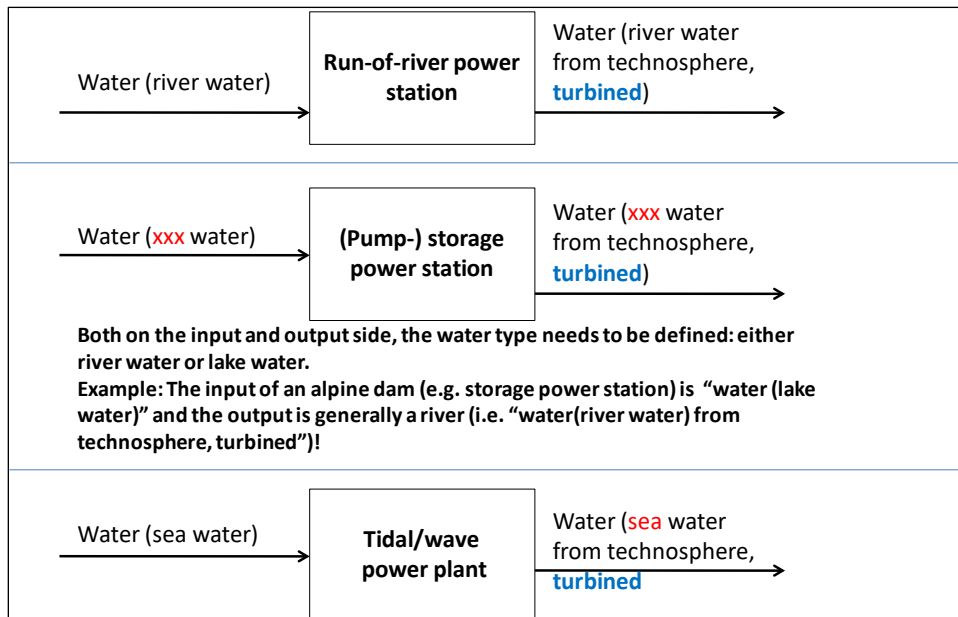 Water (river water)
Run-of-river power
station
Water (river water
from technosphere,
turbined)
Water (xxx water)
(Pump-) storage
power station
Water (xxx water
from technosphere,
turbined)
Both on the input and output side, the water type needs to be defined: either
river water or lake water.
Example: The input of an alpine dam (e.g. storage power station) is “water (lake
water)” and the output is generally a river (i.e. “water(river water) from
technosphere, turbined”)!
Water (sea water)
Tidal/wave
power plant
Water (sea water
from technosphere,
turbined